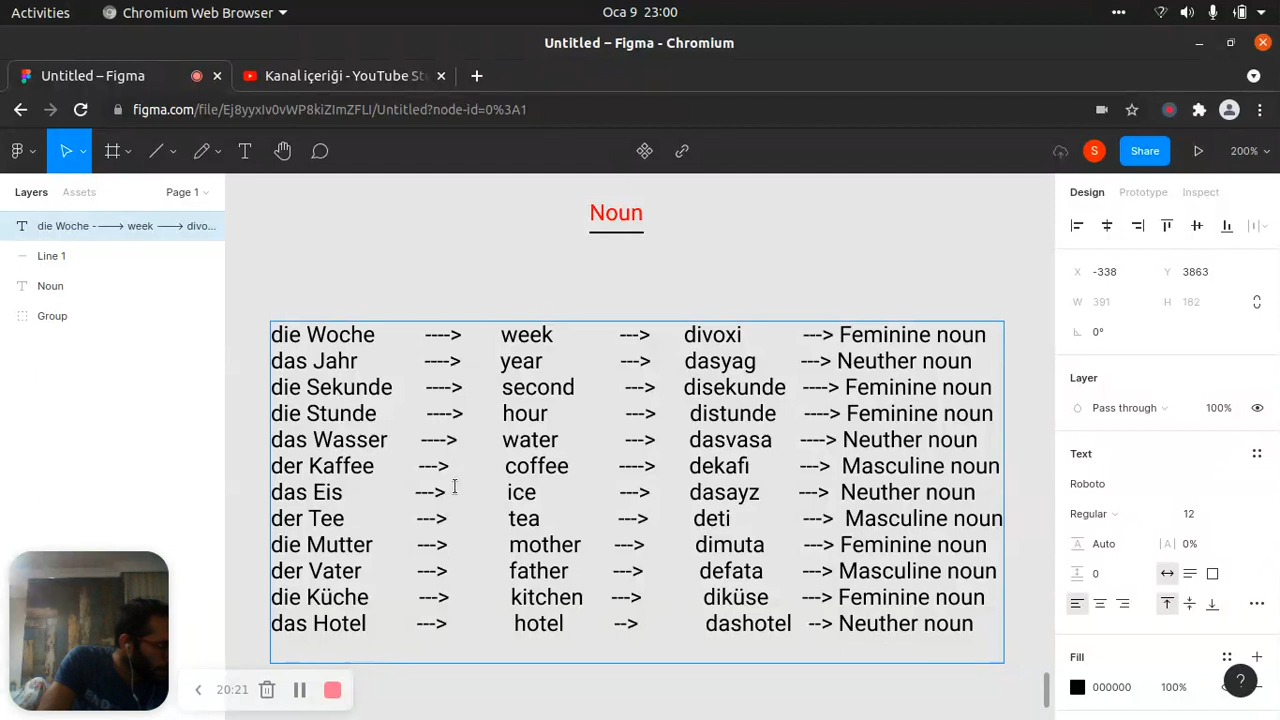 Activities Chromium Web Browser Oca 9 23:00
Untitled – Figma - Chromium
Untitled – Figma Kanal içeriği - YouTube St
figma.com/file/Ej8yyxIv0vWP8kiZImZFLI/Untitled?node-id=0%3A1
S Share 200%
Layers Assets Page 1 Design Prototype Inspect
Noun
die Woche ----> week ---> divo...
Line 1
Noun
Group
X -338 Y 3863
W 391 H 182
0°
Layer
Pass through 100%
Text
Roboto
Regular 12
A Auto |A| 0%
0
Fill
000000 100%
die Woche ----> week ---> divoxi ---> Feminine noun
das Jahr ----> year ---> dasyag ---> Neuther noun
die Sekunde ----> second ---> disekunde ----> Feminine noun
die Stunde ----> hour ---> distunde ----> Feminine noun
das Wasser ----> water ---> dasvasa ----> Neuther noun
der Kaffee ---> coffee ----> dekafi ---> Masculine noun
das Eis ---> ice ---> dasayz ---> Neuther noun
der Tee ---> tea ---> deti ---> Masculine noun
die Mutter ---> mother ---> dimuta ---> Feminine noun
der Vater ---> father ---> defata ---> Masculine noun
die Küche ---> kitchen ---> diküse ---> Feminine noun
das Hotel ---> hotel --> dashotel --> Neuther noun
20:21
?